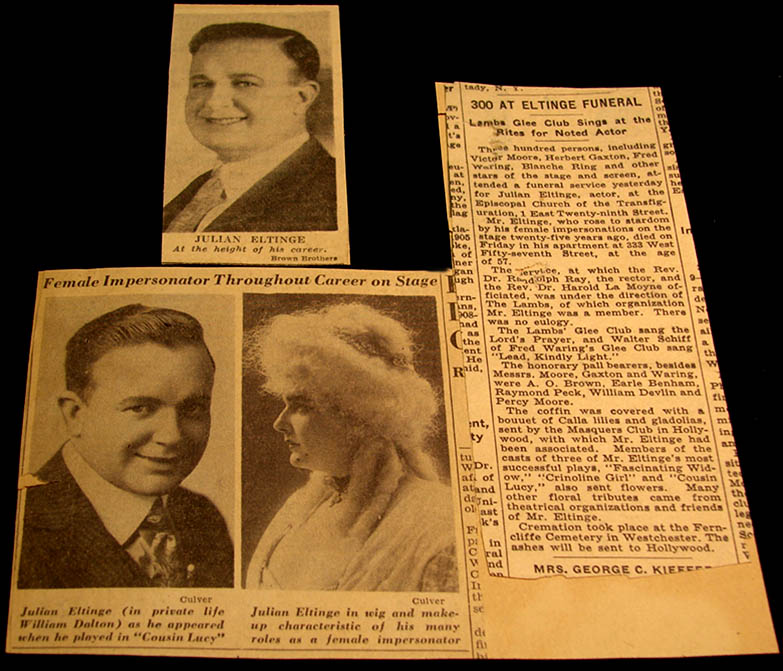 JULIAN ELTINGE
At the height of his career.
Brown Brothers
Female Impersonator Throughout Career on Stage
Culver
Julian Eltinge (in private life
William Dalton) as he appeared
when he played in "Cousin Lucy"
Culver
Julian Eltinge in wig and make-
up characteristic of his many
roles as a female impersonator
tady, N. Y.
300 AT ELTINGE FUNERAL
Lambs Glee Club Sings at the
Rites for Noted Actor
Three hundred persons, including
Victor Moore, Herbert Gaxton, Fred
Waring, Blanche Ring and other
stars of the stage and screen, at-
tended a funeral service yesterday
for Julian Eltinge, actor, at the
Episcopal Church of the Transfig-
uration, 1 East Twenty-ninth Street.
Mr. Eltinge, who rose to stardom
by his female impersonations on the
stage twenty-five years ago, died on
Friday in his apartment at 333 West
Fifty-seventh Street, at the age
of 57.
The service, at which the Rev.
Dr. Randolph Ray, the rector, and
the Rev. Dr. Harold La Moyne of-
ficiated, was under the direction of
The Lambs, of which organization
Mr. Eltinge was a member. There
was no eulogy.
The Lambs' Glee Club sang the
Lord's Prayer, and Walter Schiff
of Fred Waring's Glee Club sang
"Lead, Kindly Light."
The honorary pall bearers, besides
Messrs. Moore, Gaxton and Waring,
were A. O. Brown, Earle Benham,
Raymond Peck, William Devlin and
Percy Moore.
The coffin was covered with a
bouuet of Calla lilies and gladolias,
sent by the Masquers Club in Holly-
wood, with which Mr. Eltinge had
been associated. Members of the
casts of three of Mr. Eltinge's most
successful plays, "Fascinating Wid-
ow," "Crinoline Girl" and "Cousin
Lucy," also sent flowers. Many
other floral tributes came from
theatrical organizations and friends
of Mr. Eltinge.
Cremation took place at the Fern-
cliffe Cemetery in Westchester. The
ashes will be sent to Hollywood.
MRS. GEORGE C. KIEFFER